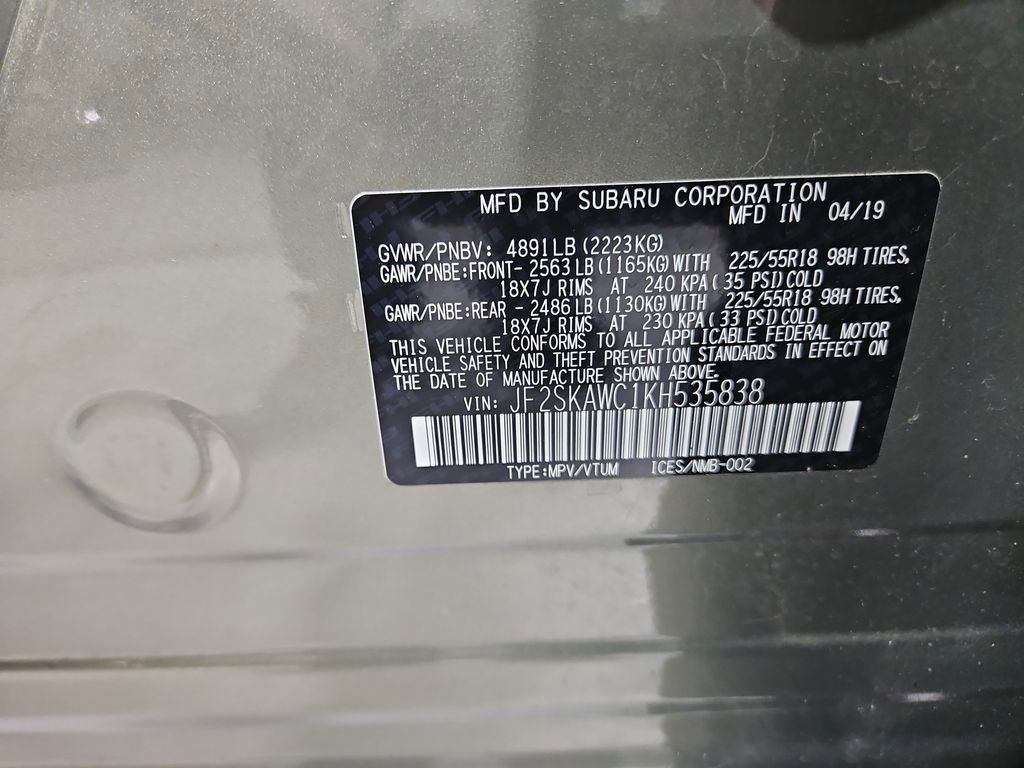 MFD BY SUBARU CORPORATION
MFD IN 04/19
GVWR/PNBV: 4891LB (2223KG)
GAWR/PNBE:FRONT- 2563LB (1165KG) WITH 225/55R18 98H TIRES,
18X7J RIMS AT 240 KPA ( 35 PSI) COLD
GAWR/PNBE:REAR - 2486LB (1130KG) WITH 225/55R18 98H TIRES,
18X7J RIMS AT 230 KPA ( 33 PSI) COLD
THIS VEHICLE CONFORMS TO ALL APPLICABLE FEDERAL MOTOR
VEHICLE SAFETY AND THEFT PREVENTION STANDARDS IN EFFECT ON
THE DATE OF MANUFACTURE SHOWN ABOVE.
VIN: JF2SKAWC1KH535838
TYPE:MPV/VTUM ICES/NMB-002